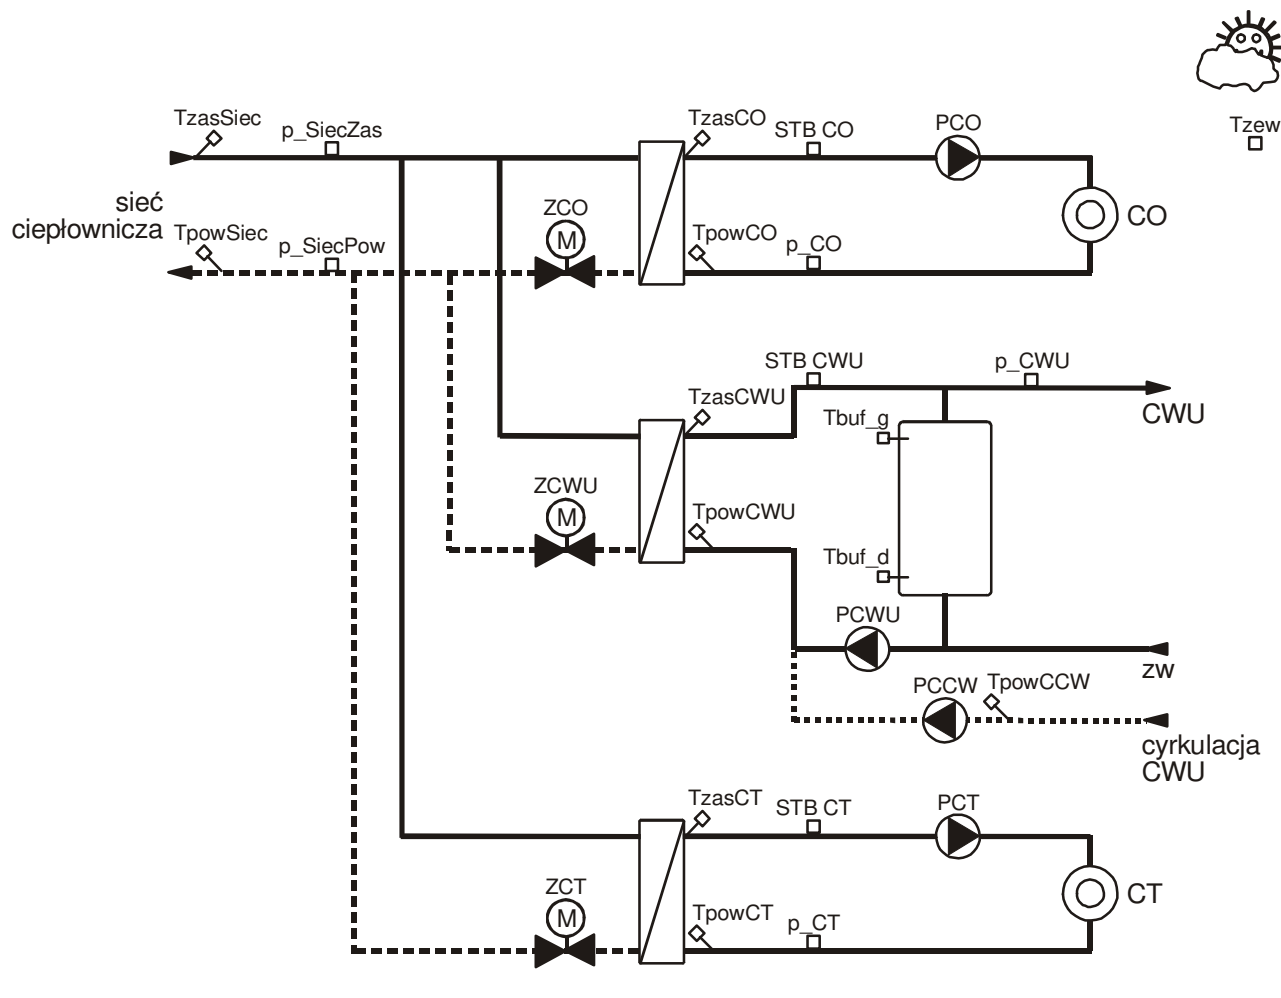 TzasSiec
p_SiecZas
TzasCO
STB CO
PCO
Tzew
sieć
ciepłownicza
TpowSiec
p_SiecPow
ZCO
M
TpowCO
p_CO
CO
STB CWU
p_CWU
TzasCWU
Tbuf_g
CWU
ZCWU
M
TpowCWU
Tbuf_d
PCWU
zw
PCCW
TpowCCW
cyrkulacja
CWU
TzasCT
STB CT
PCT
ZCT
M
TpowCT
p_CT
CT